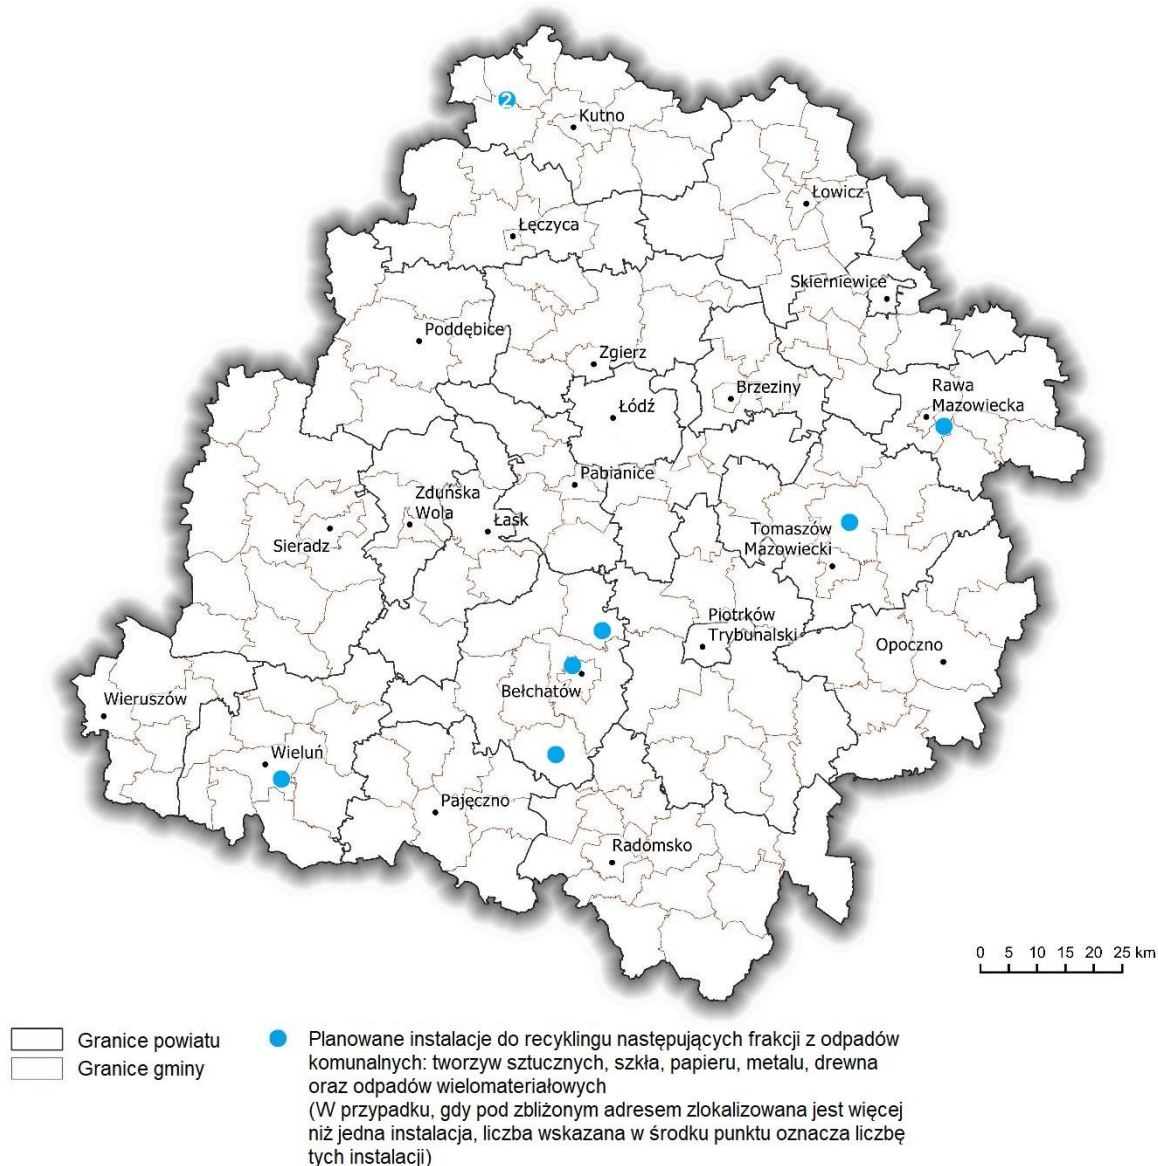 2
Kutno
Łowicz
Łęczyca
Skierniewice
Poddębice
Zgierz
Brzeziny
Rawa
Mazowiecka
Łódź
Pabianice
Zduńska
Wola
Łask
Sieradz
Tomaszów
Mazowiecki
Piotrków
Trybunalski
Opoczno
Bełchatów
Wieruszów
Wieluń
Pajęczno
Radomsko
0 5 10 15 20 25 km
Granice powiatu
Granice gminy
Planowane instalacje do recyklingu następujących frakcji z odpadów
komunalnych: tworzyw sztucznych, szkła, papieru, metalu, drewna
oraz odpadów wielomateriałowych
(W przypadku, gdy pod zbliżonym adresem zlokalizowana jest więcej
niż jedna instalacja, liczba wskazana w środku punktu oznacza liczbę
tych instalacji)